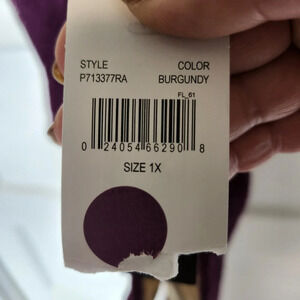 STYLE COLOR
P713377RA BURGUNDY
FL_61
0 24054 66290 8
SIZE 1X